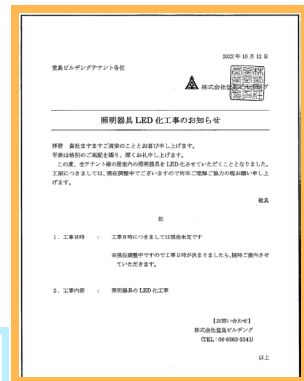 2022年10月12日
堂島ビルヂングテナント各位
株式会社堂島ビルヂング
照明器具LED化工事のお知らせ
拝啓　貴社ますますご清栄のこととお喜び申し上げます。
平素は格別のご高配を賜り、厚くお礼申し上げます。
この度、全テナント様の居室内の照明器具をLED化させていただくこととなりました。
工期につきましては、現在調整中でございますので何卒ご理解ご協力の程お願い申し上
げます。
敬具
記
1．工事日時　：　工事日時につきましては現在未定です
※現在調整中ですので工事日時が決まりましたら、随時ご案内させ
ていただきます。
2．工事内容　：　照明器具のLED化工事
【お問い合わせ】
株式会社堂島ビルヂング
(TEL：06-6363-3341)
以上